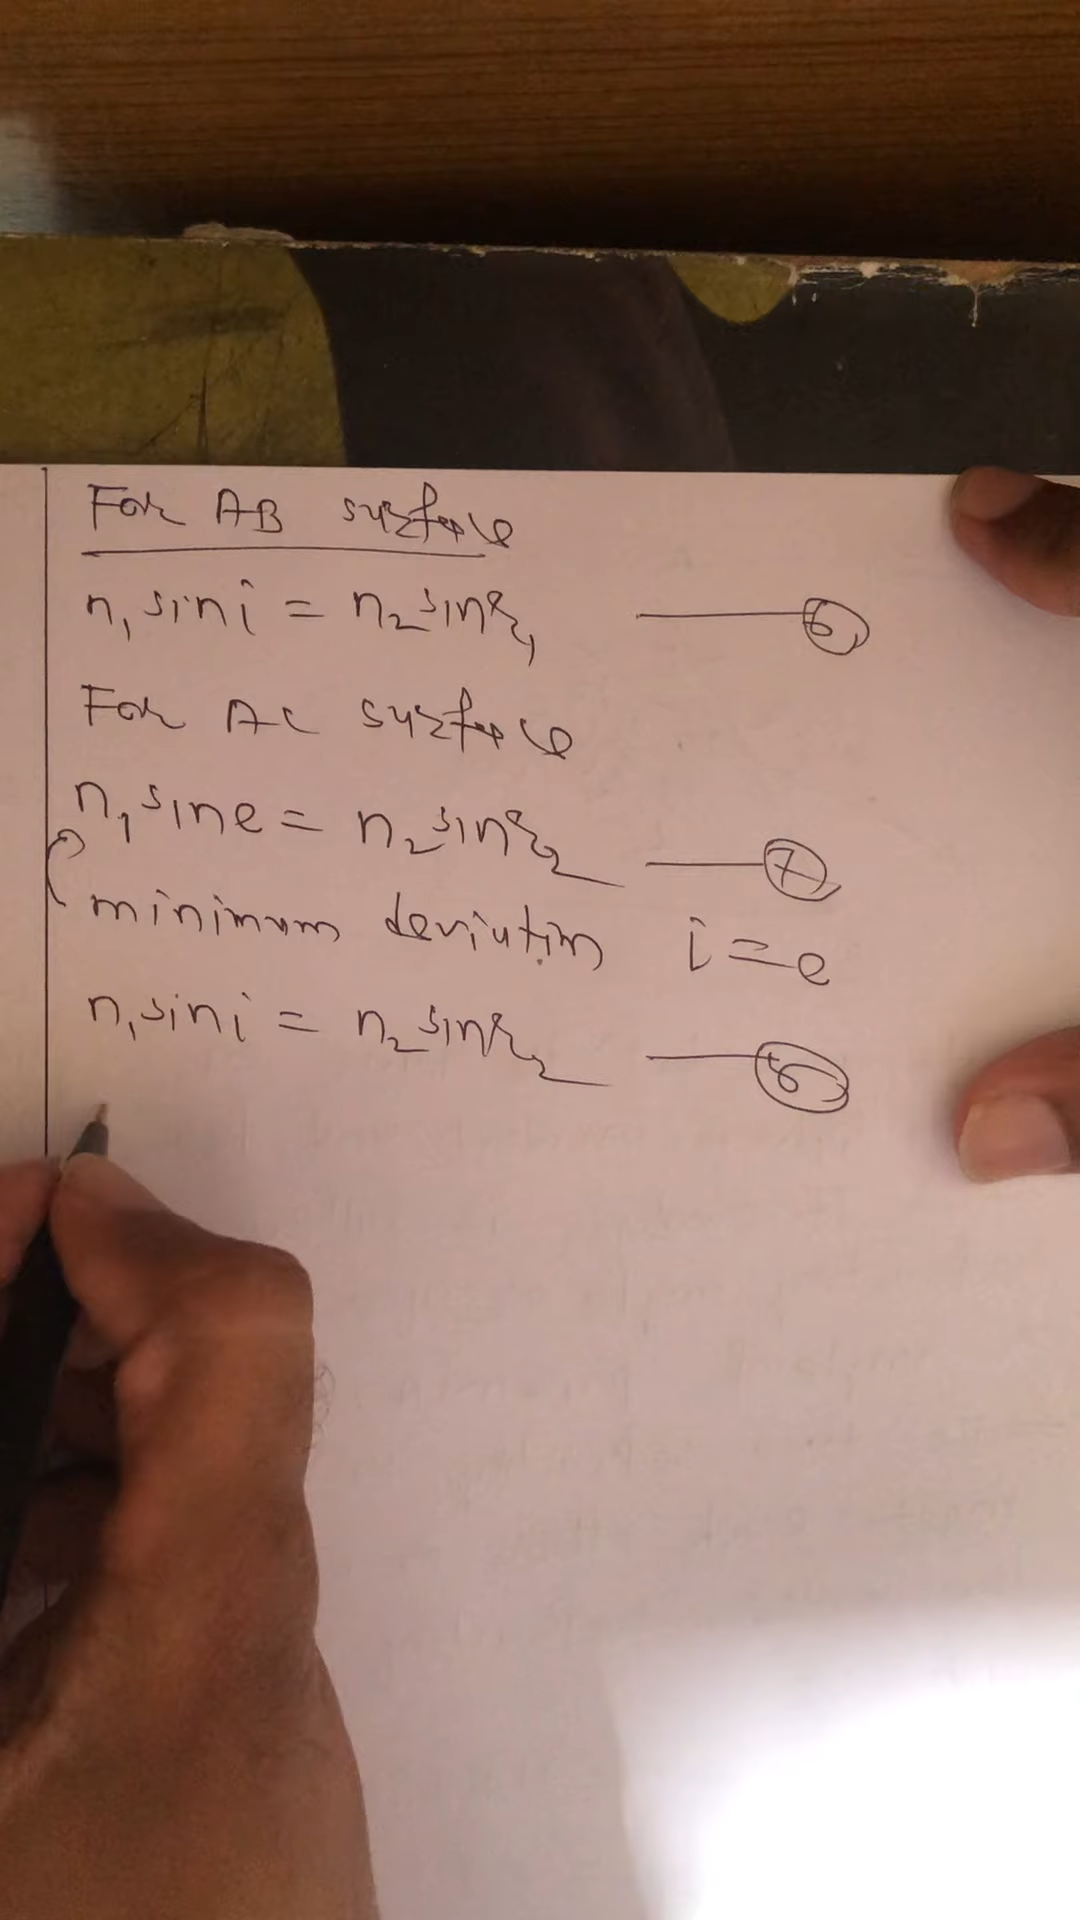 For AB surface
n₁ sin i = n₂ sin r₁ —— 6
For AC surface
n₁ sin e = n₂ sin r₂ —— 7
minimum deviation i = e
n₁ sin i = n₂ sin r₂ —— 8